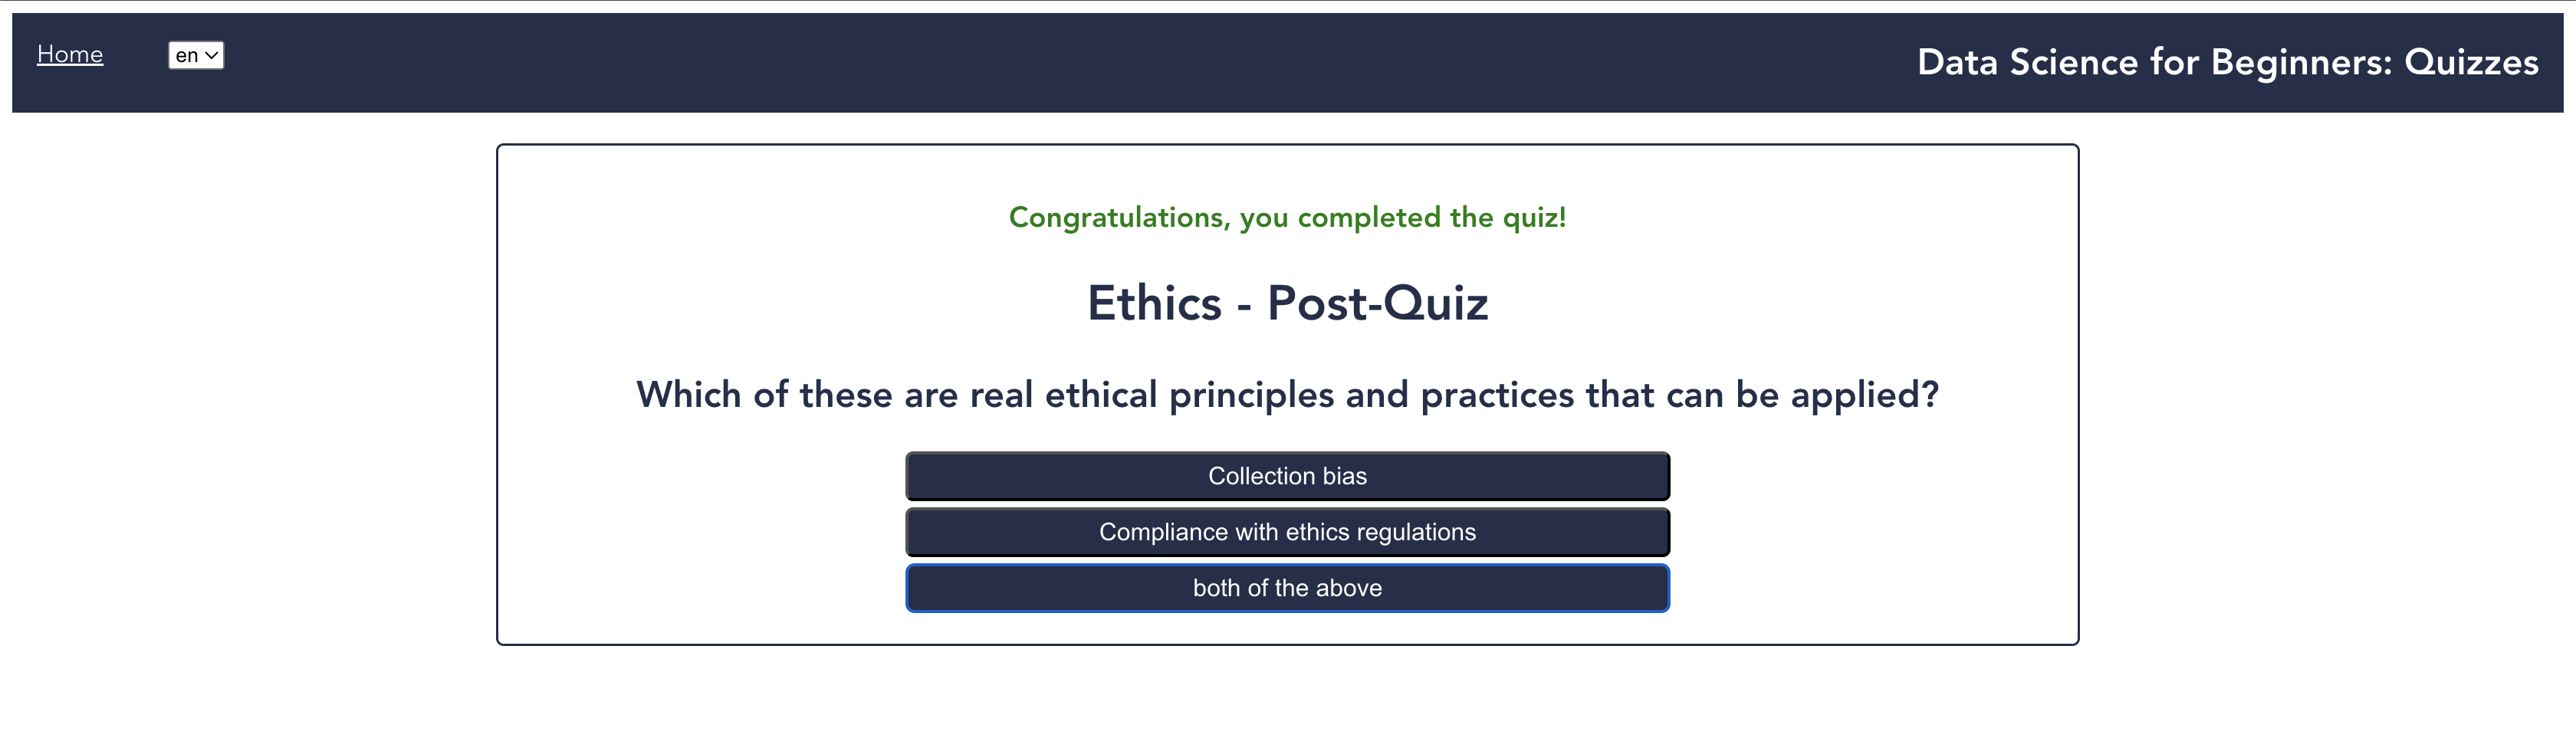 Home
en
Data Science for Beginners: Quizzes
Congratulations, you completed the quiz!
Ethics - Post-Quiz
Which of these are real ethical principles and practices that can be applied?
Collection bias
Compliance with ethics regulations
both of the above